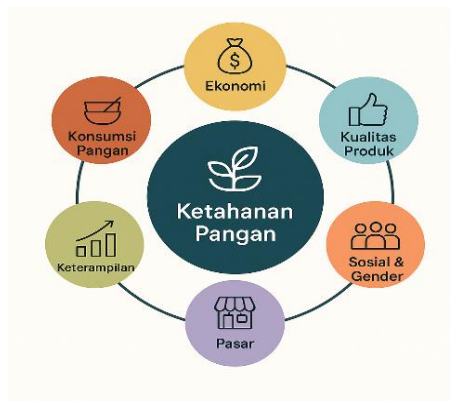 $
Ekonomi
Kualitas
Produk
Sosial &
Gender
Pasar
Keterampilan
Konsumsi
Pangan
Ketahanan
Pangan